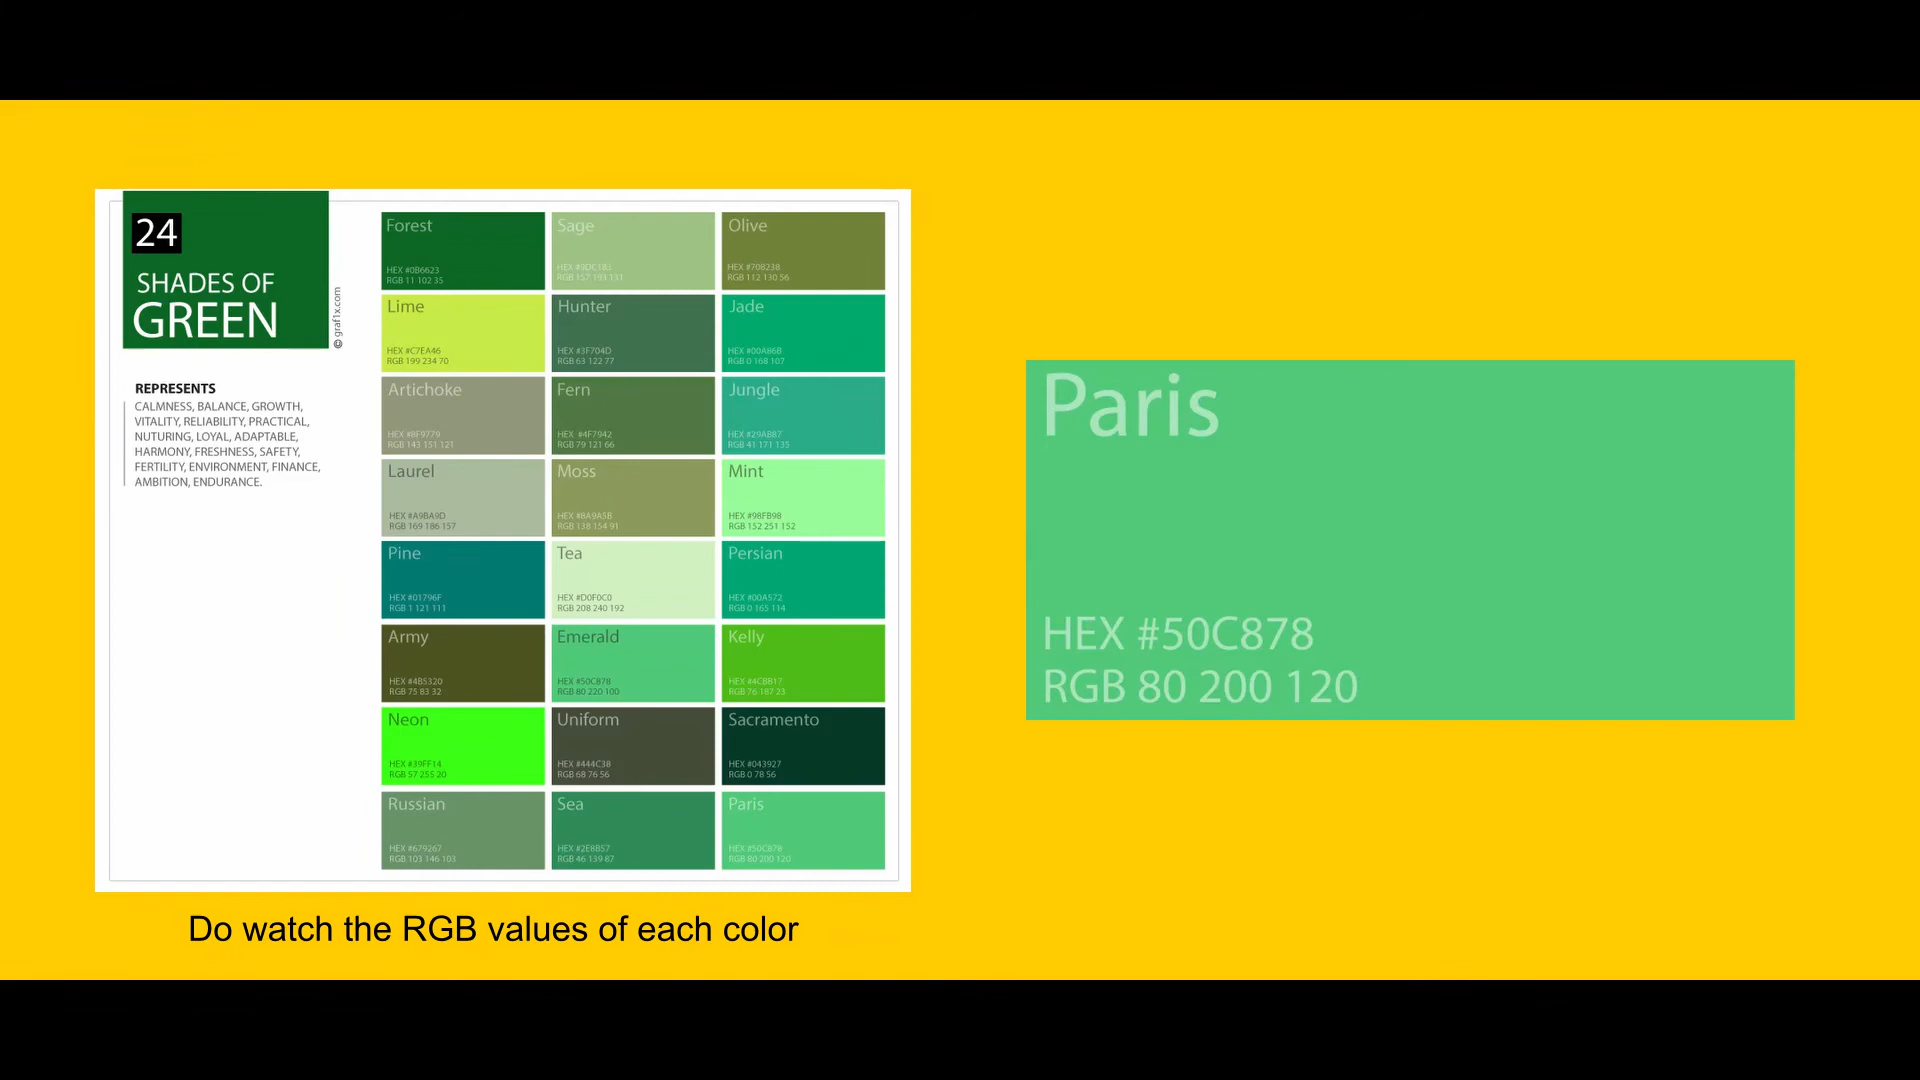 24
SHADES OF
GREEN
© graf1x.com
REPRESENTS
CALMNESS, BALANCE, GROWTH,
VITALITY, RELIABILITY, PRACTICAL,
NUTURING, LOYAL, ADAPTABLE,
HARMONY, FRESHNESS, SAFETY,
FERTILITY, ENVIRONMENT, FINANCE,
AMBITION, ENDURANCE.
Forest
HEX #0B6623
RGB 11 102 35
Sage
HEX #9DC183
RGB 157 193 131
Olive
HEX #708238
RGB 112 130 56
Lime
HEX #C7EA46
RGB 199 234 70
Hunter
HEX #3F704D
RGB 63 122 77
Jade
HEX #00A86B
RGB 0 168 107
Artichoke
HEX #8F9779
RGB 143 151 121
Fern
HEX #4F7942
RGB 79 121 66
Jungle
HEX #29AB87
RGB 41 171 135
Laurel
HEX #A9BA9D
RGB 169 186 157
Moss
HEX #8A9A5B
RGB 138 154 91
Mint
HEX #98FB98
RGB 152 251 152
Pine
HEX #01796F
RGB 1 121 111
Tea
HEX #D0F0C0
RGB 208 240 192
Persian
HEX #00A572
RGB 0 165 114
Army
HEX #4B5320
RGB 75 83 32
Emerald
HEX #50C878
RGB 80 220 100
Kelly
HEX #4CBB17
RGB 76 187 23
Neon
HEX #39FF14
RGB 57 255 20
Uniform
HEX #444C38
RGB 68 76 56
Sacramento
HEX #043927
RGB 0 78 56
Russian
HEX #679267
RGB 103 146 103
Sea
HEX #2E8B57
RGB 46 139 87
Paris
HEX #50C878
RGB 80 200 120
Do watch the RGB values of each color
Paris
HEX #50C878
RGB 80 200 120